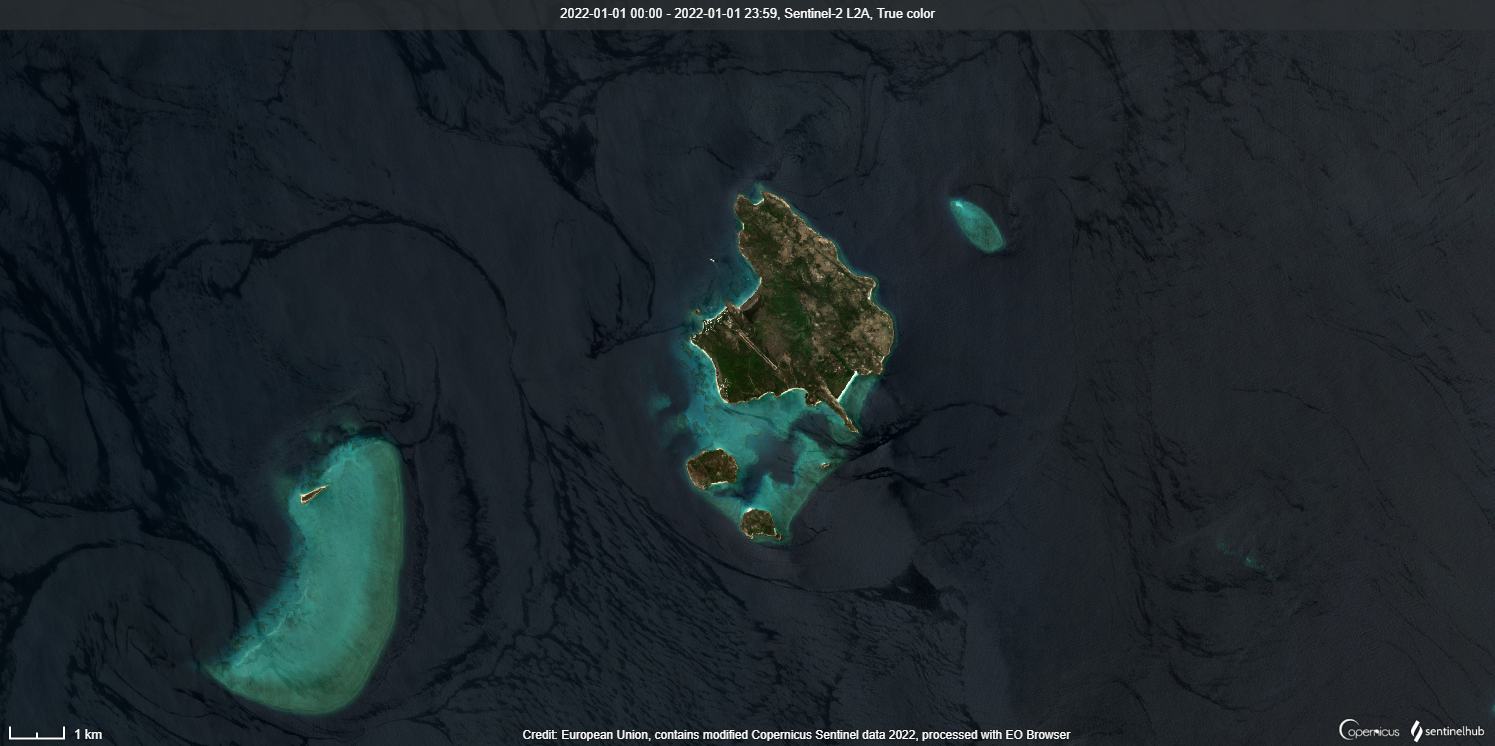 2022-01-01 00:00 - 2022-01-01 23:59, Sentinel-2 L2A, True color
1 km
Credit: European Union, contains modified Copernicus Sentinel data 2022, processed with EO Browser
Copernicus
sentinelhub